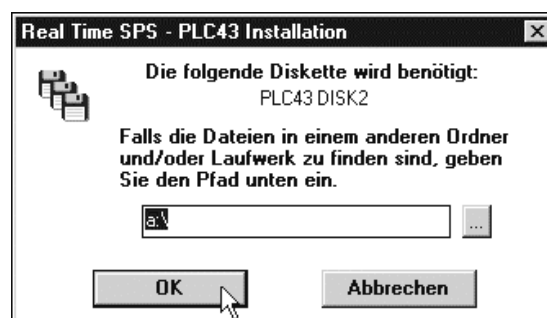 Real Time SPS - PLC43 Installation
Die folgende Diskette wird benötigt:
PLC43 DISK2
Falls die Dateien in einem anderen Ordner
und/oder Laufwerk zu finden sind, geben
Sie den Pfad unten ein.
a:\
...
OK
Abbrechen